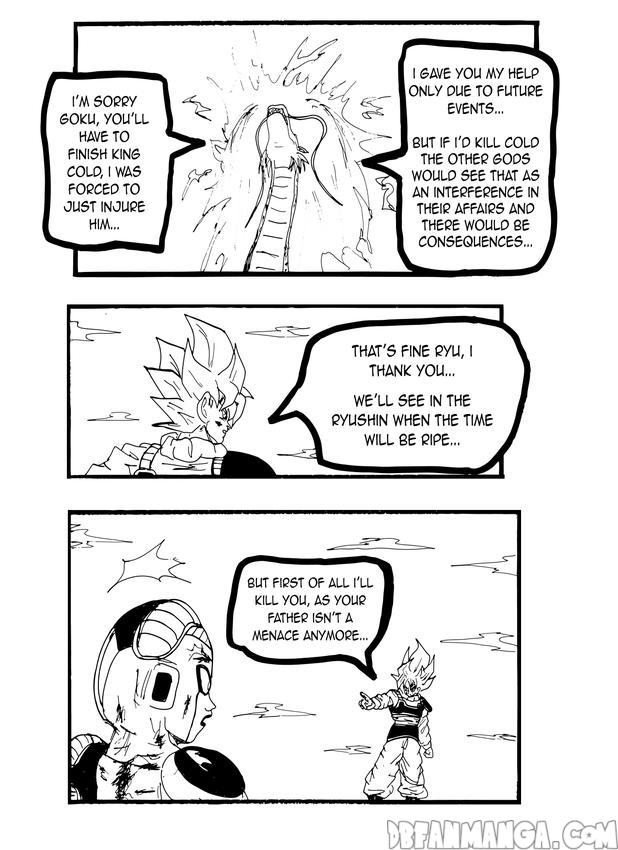 I'M SORRY
GOKU, YOU'LL
HAVE TO
FINISH KING
COLD, I WAS
FORCED TO
JUST INJURE
HIM...
I GAVE YOU MY HELP
ONLY DUE TO FUTURE
EVENTS...
BUT IF I'D KILL COLD
THE OTHER GODS
WOULD SEE THAT AS
AN INTERFERENCE IN
THEIR AFFAIRS AND
THERE WOULD BE
CONSEQUENCES...
THAT'S FINE RYU, I
THANK YOU...
WE'LL SEE IN THE
RYUSHIN WHEN THE TIME
WILL BE RIPE...
BUT FIRST OF ALL I'LL
KILL YOU, AS YOUR
FATHER ISN'T A
MENACE ANYMORE...
DBFANMANGA.COM